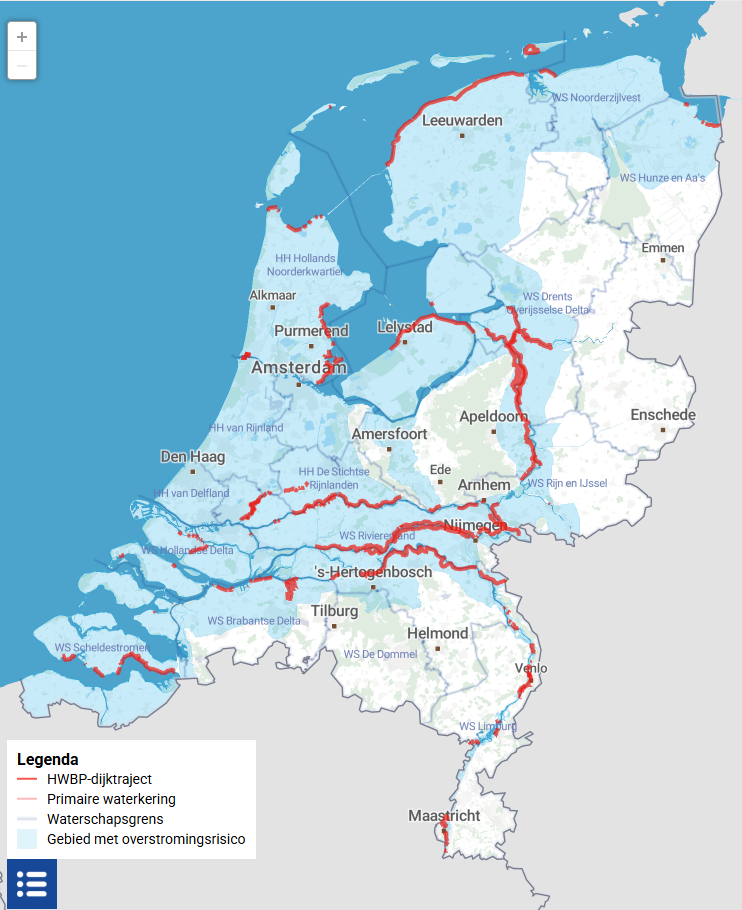 +
−
WS Noorderzijlvest
Leeuwarden
WS Hunze en Aa's
Emmen
HH Hollands
Noorderkwartier
Alkmaar
WS Drents
Overijsselse Delta
Purmerend
Lelystad
Amsterdam
Apeldoorn
Enschede
HH van Rijnland
Amersfoort
Den Haag
Ede
HH De Stichtse
Rijnlanden
Arnhem
WS Rijn en IJssel
HH van Delfland
Nijmegen
WS Rivierenland
WS Hollandse Delta
's-Hertogenbosch
Tilburg
WS Brabantse Delta
Helmond
WS Scheldestromen
WS De Dommel
Venlo
WS Limburg
Maastricht
Legenda
HWBP-dijktraject
Primaire waterkering
Waterschapsgrens
Gebied met overstromingsrisico